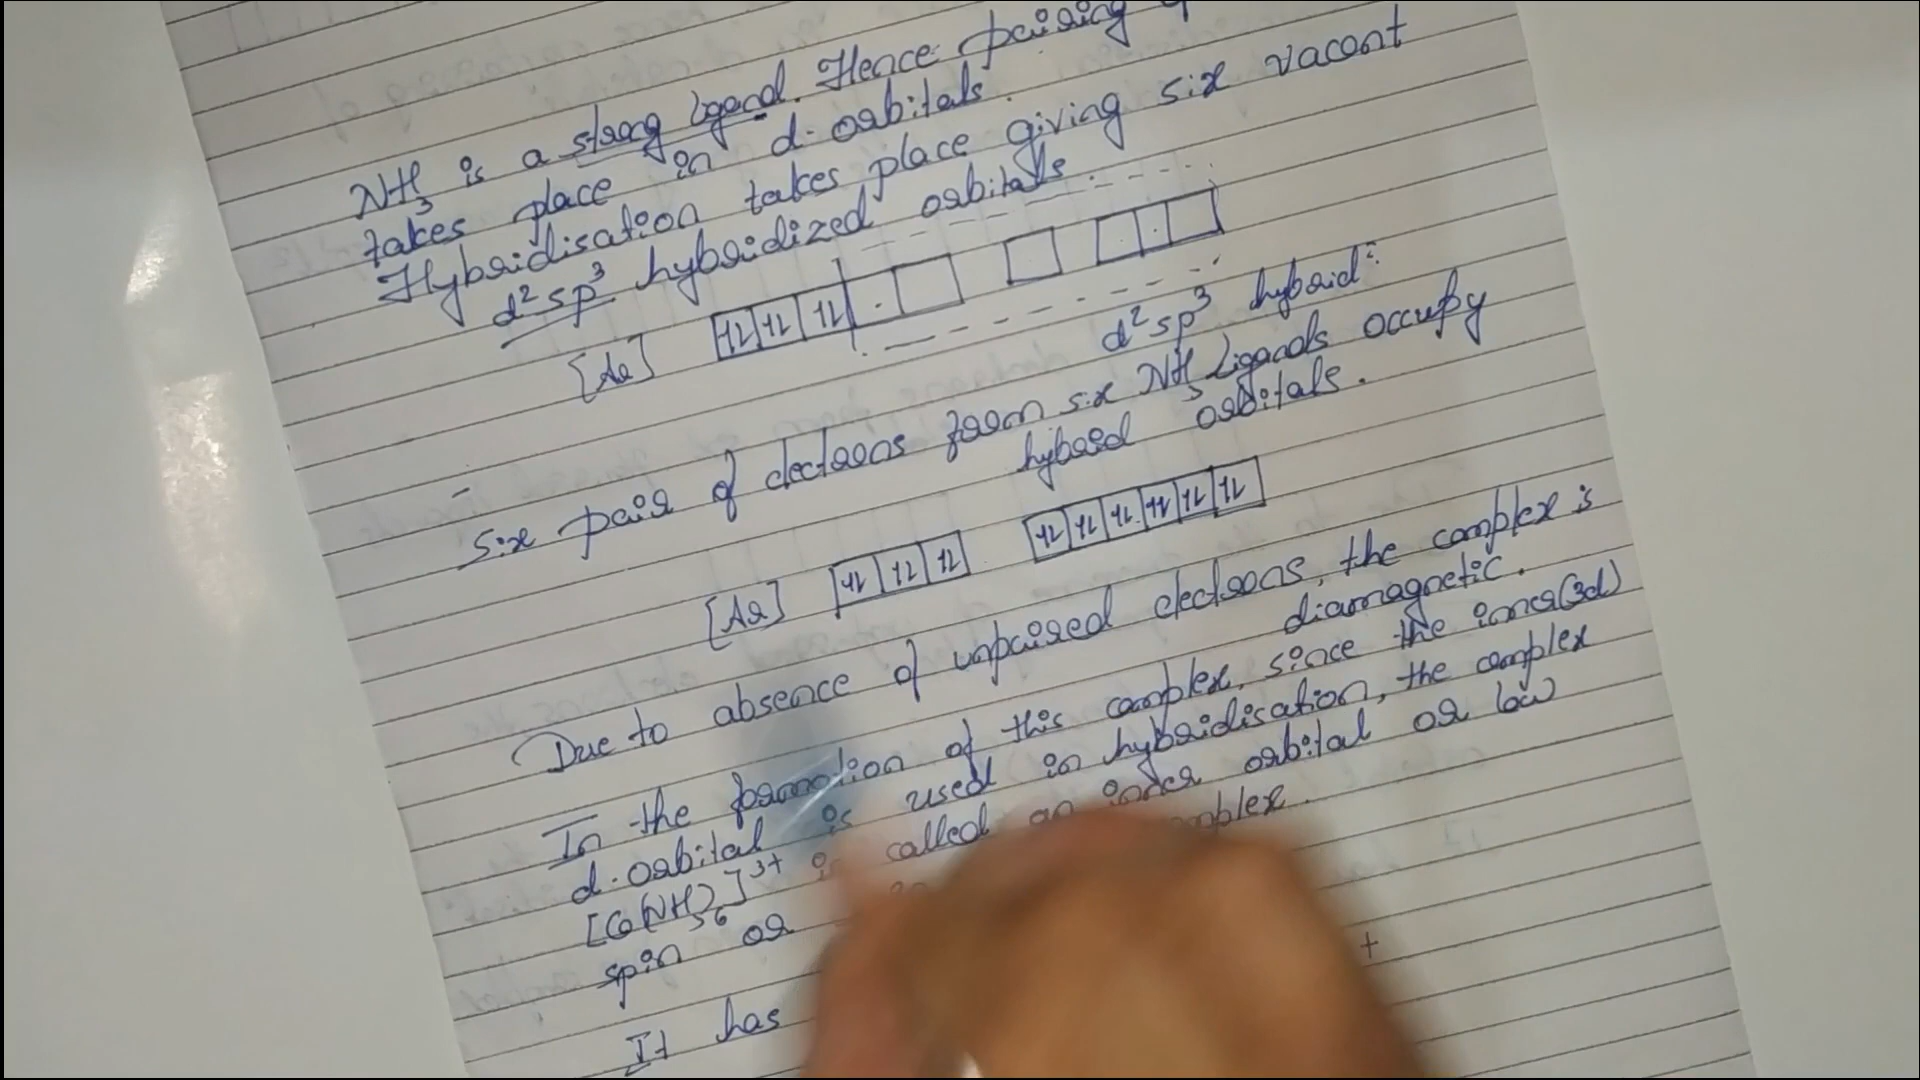 NH3 is a strong ligand. Hence pairing
takes place in d-orbitals.
Hybridisation takes place giving six vacant
d²sp³ hybridized orbitals.
[Ar] ↿⇂ ↿⇂ ↿⇂
d²sp³ hybrid:
Six pair of electrons from six NH3 Ligands occupy
hybrid orbitals.
[Ar] ↿⇂ ↿⇂ ↿⇂ ↿⇂ ↿⇂ ↿⇂ ↿⇂ ↿⇂ ↿⇂
Due to absence of unpaired electrons, the complex is
diamagnetic.
In the formation of this complex, since the inner (3d)
d-orbital is used in hybridisation, the complex
[Co(NH3)6]³⁺ is called an inner orbital or low
spin or
It has